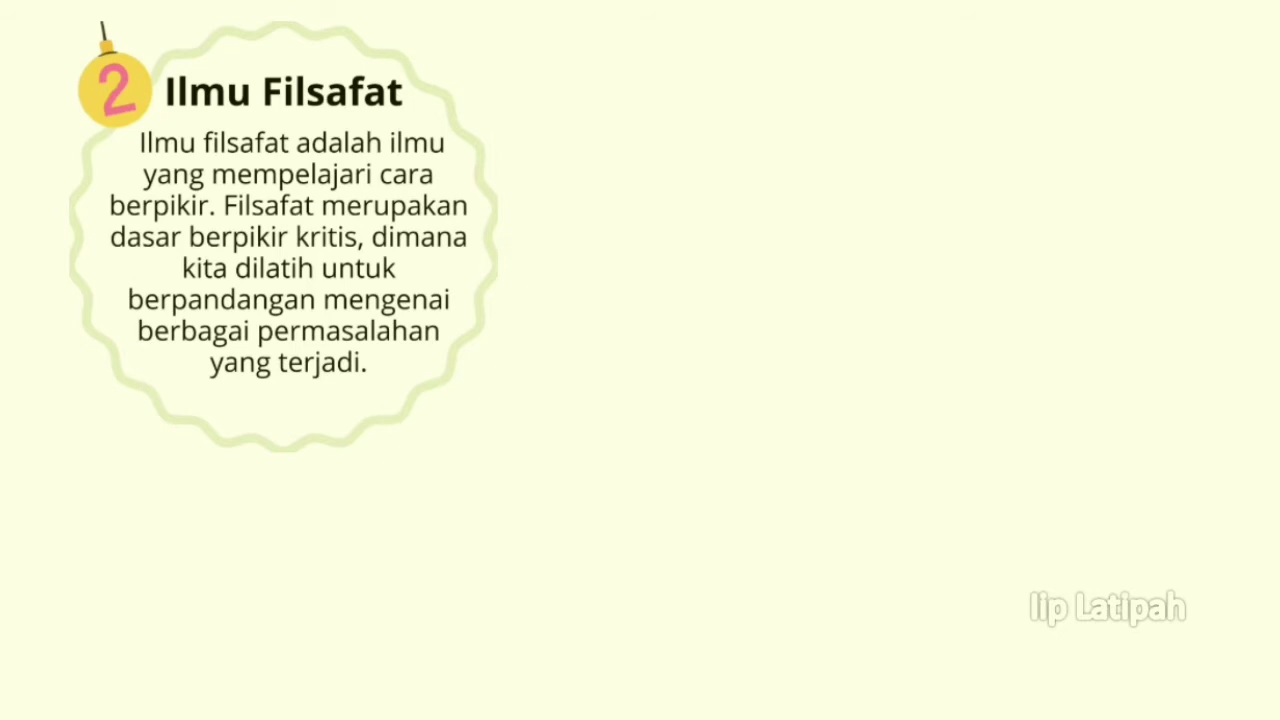 2
Ilmu Filsafat
Ilmu filsafat adalah ilmu
yang mempelajari cara
berpikir. Filsafat merupakan
dasar berpikir kritis, dimana
kita dilatih untuk
berpandangan mengenai
berbagai permasalahan
yang terjadi.
Iip Latipah